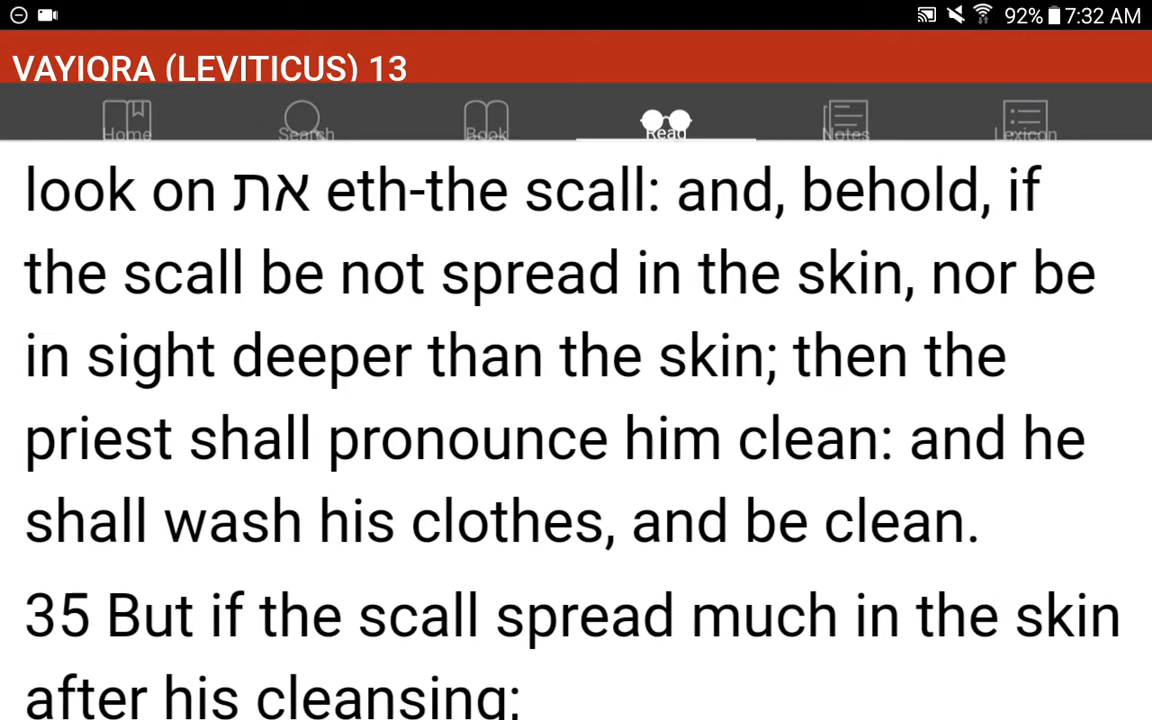 92% 7:32 AM
VAYIQRA (LEVITICUS) 13
Home Search Book Read Notes Lexicon
look on את eth-the scall: and, behold, if
the scall be not spread in the skin, nor be
in sight deeper than the skin; then the
priest shall pronounce him clean: and he
shall wash his clothes, and be clean.
35 But if the scall spread much in the skin
after his cleansing;